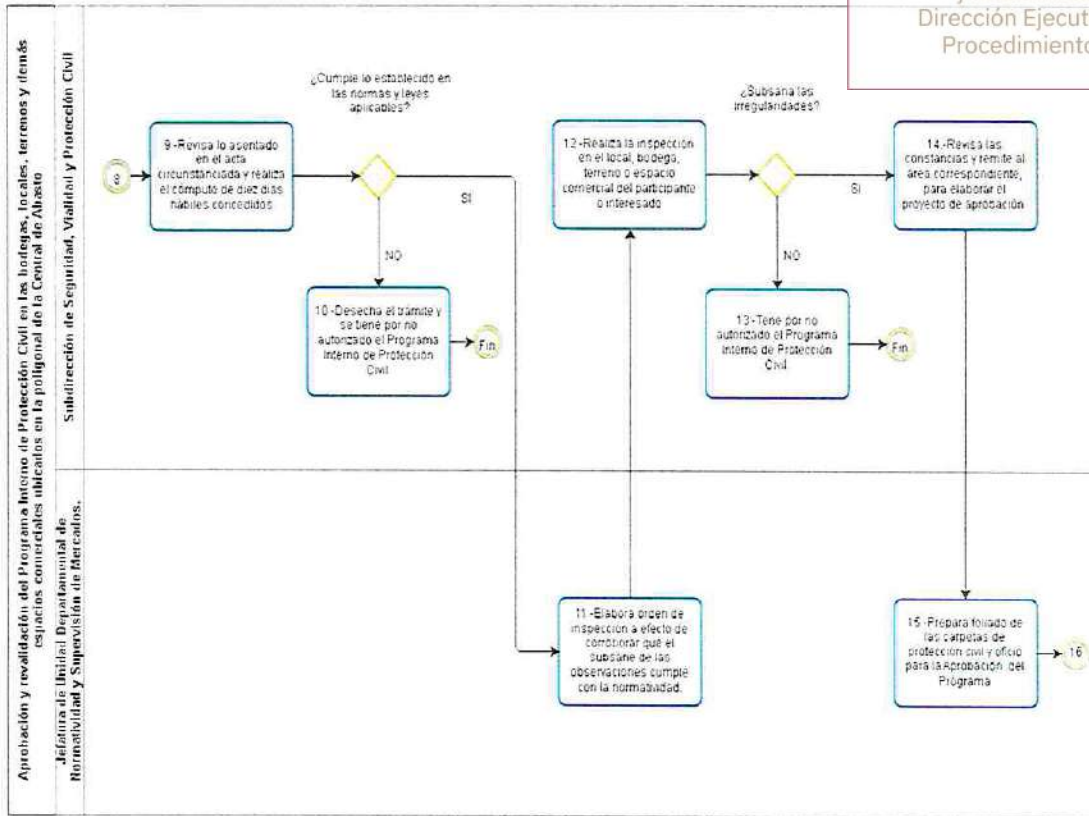 Dirección Ejecut
Procedimiento
Aprobación y revalidación del Programa Interno de Protección Civil en las bodegas, locales, terrenos y demás
espacios comerciales ubicados en la poligonal de la Central de Abasto
Subdirección de Seguridad, Vialidad y Protección Civil
8
9.-Revisa lo asentado
en el acta
circunstanciada y realiza
el cómputo de diez días
hábiles concedidos
¿Cumple lo establecido en
las normas y leyes
aplicables?
SI
NO
10.-Desecha el trámite y
se tiene por no
autorizado el Programa
Interno de Protección
Civil
Fin
12.-Realiza la inspección
en el local, bodega,
terreno o espacio
comercial del participante
o interesado
¿Subsana las
irregularidades?
SI
NO
13.-Tiene por no
autorizado el Programa
Interno de Protección
Civil
Fin
14.-Revisa las
constancias y remite al
área correspondiente,
para elaborar el
proyecto de aprobación
Jefatura de Unidad Departamental de
Normatividad y Supervisión de Mercados.
11.-Elabora orden de
inspección a efecto de
corroborar que el
subsane de las
observaciones cumple
con la normatividad.
15.-Prepara foliado de
las carpetas de
protección civil y oficio
para la Aprobación del
Programa
16